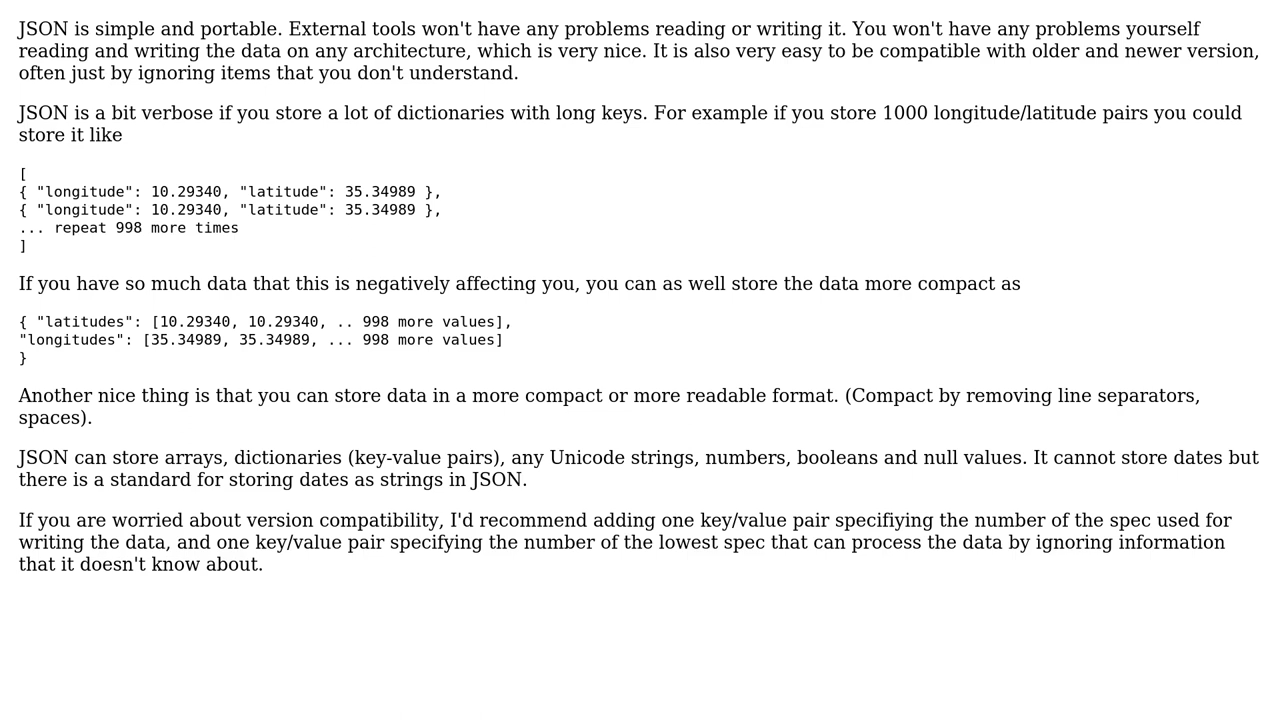 JSON is simple and portable. External tools won't have any problems reading or writing it. You won't have any problems yourself
reading and writing the data on any architecture, which is very nice. It is also very easy to be compatible with older and newer version,
often just by ignoring items that you don't understand.
JSON is a bit verbose if you store a lot of dictionaries with long keys. For example if you store 1000 longitude/latitude pairs you could
store it like
[
{ "longitude": 10.29340, "latitude": 35.34989 },
{ "longitude": 10.29340, "latitude": 35.34989 },
... repeat 998 more times
]
If you have so much data that this is negatively affecting you, you can as well store the data more compact as
{ "latitudes": [10.29340, 10.29340, .. 998 more values],
"longitudes": [35.34989, 35.34989, ... 998 more values]
}
Another nice thing is that you can store data in a more compact or more readable format. (Compact by removing line separators,
spaces).
JSON can store arrays, dictionaries (key-value pairs), any Unicode strings, numbers, booleans and null values. It cannot store dates but
there is a standard for storing dates as strings in JSON.
If you are worried about version compatibility, I'd recommend adding one key/value pair specifiying the number of the spec used for
writing the data, and one key/value pair specifying the number of the lowest spec that can process the data by ignoring information
that it doesn't know about.